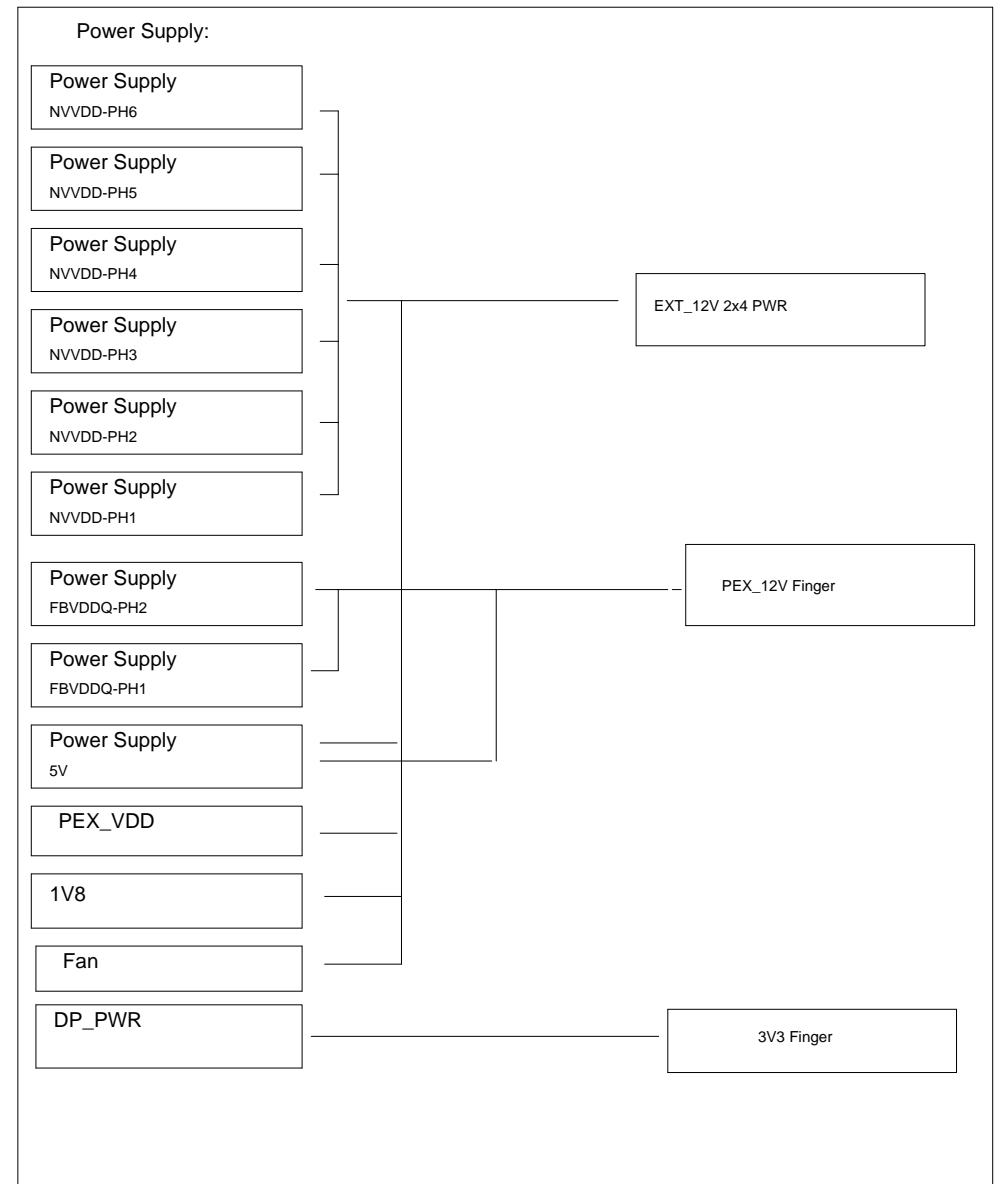 Power Supply:
Power Supply
NVVDD-PH6
Power Supply
NVVDD-PH5
Power Supply
NVVDD-PH4
EXT_12V 2x4 PWR
Power Supply
NVVDD-PH3
Power Supply
NVVDD-PH2
Power Supply
NVVDD-PH1
Power Supply
FBVDDQ-PH2
PEX_12V Finger
Power Supply
FBVDDQ-PH1
Power Supply
5V
PEX_VDD
1V8
Fan
DP_PWR
3V3 Finger